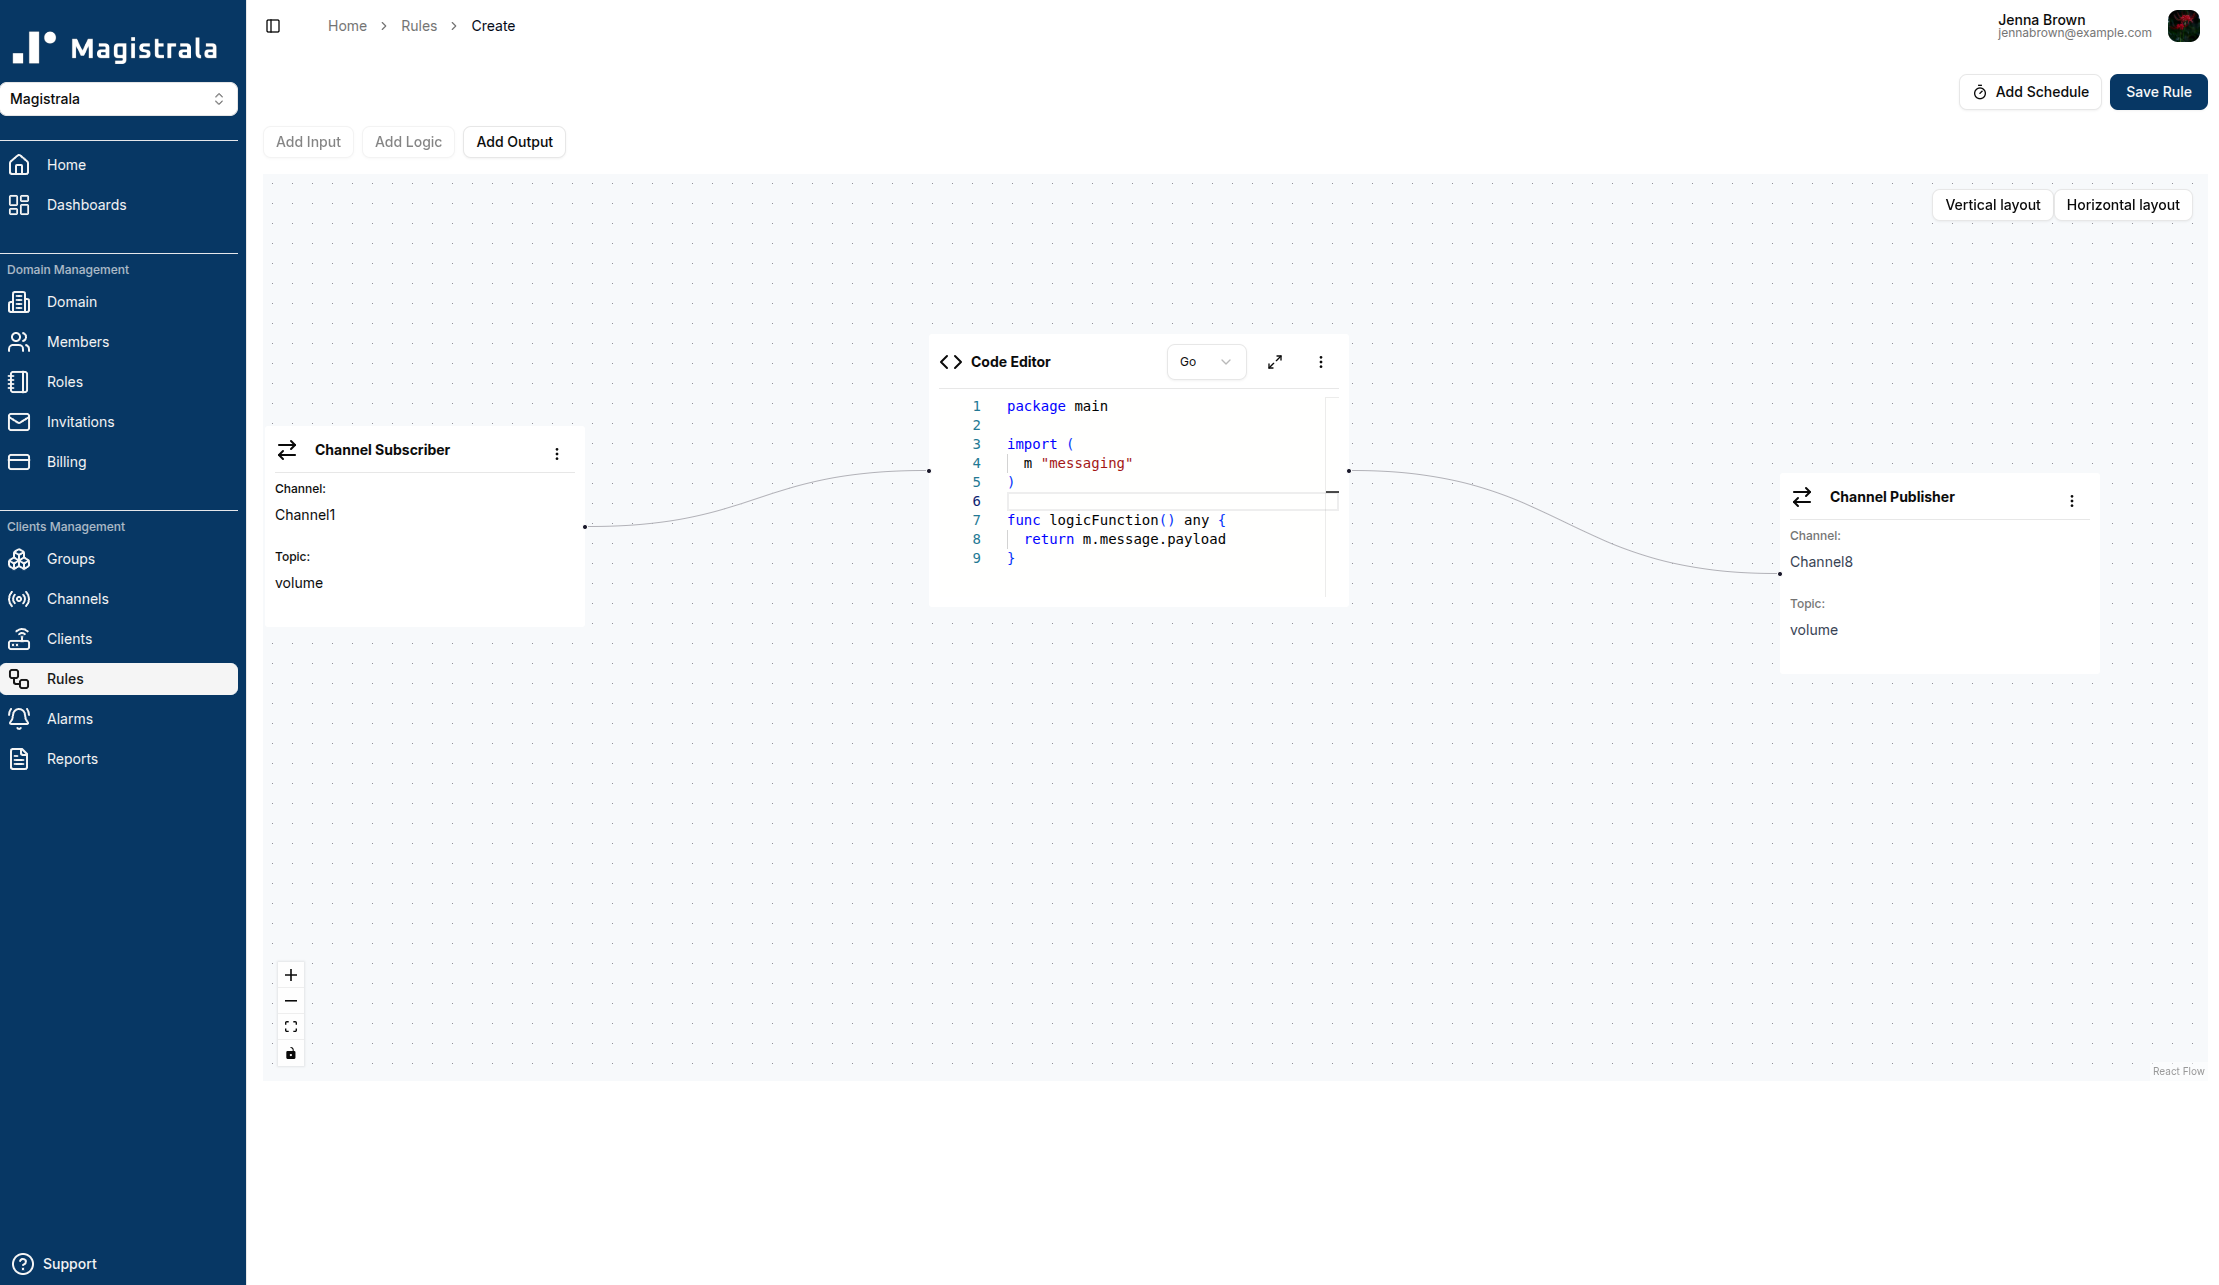 Magistrala
Magistrala
Home
Dashboards
Domain Management
Domain
Members
Roles
Invitations
Billing
Clients Management
Groups
Channels
Clients
Rules
Alarms
Reports
Support
Home > Rules > Create
Jenna Brown
jennabrown@example.com
Add Schedule
Save Rule
Add Input
Add Logic
Add Output
Vertical layout
Horizontal layout
Channel Subscriber
Channel:
Channel1
Topic:
volume
Code Editor
Go
1 package main
2
3 import (
4 m "messaging"
5 )
6
7 func logicFunction() any {
8 return m.message.payload
9 }
Channel Publisher
Channel:
Channel8
Topic:
volume
React Flow